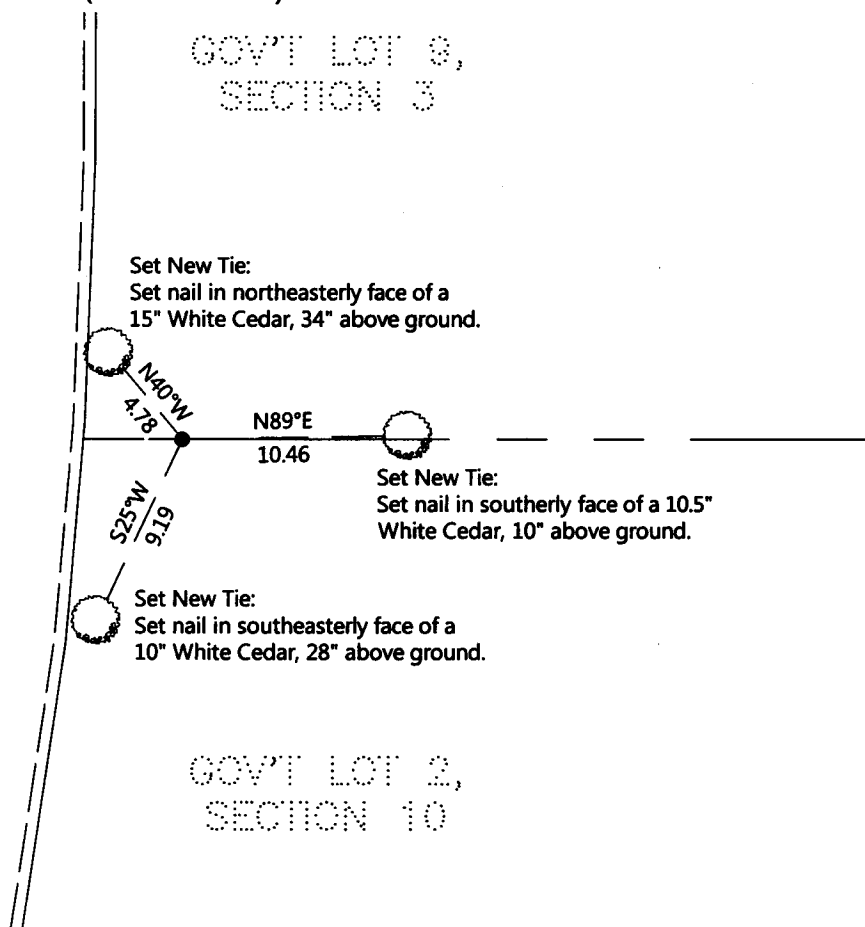 GOV'T LOT 9,
SECTION 3
Set New Tie:
Set nail in northeasterly face of a
15" White Cedar, 34" above ground.
N40°W
4.78
N89°E
10.46
Set New Tie:
Set nail in southerly face of a 10.5"
White Cedar, 10" above ground.
S25°W
9.19
Set New Tie:
Set nail in southeasterly face of a
10" White Cedar, 28" above ground.
GOV'T LOT 2,
SECTION 10